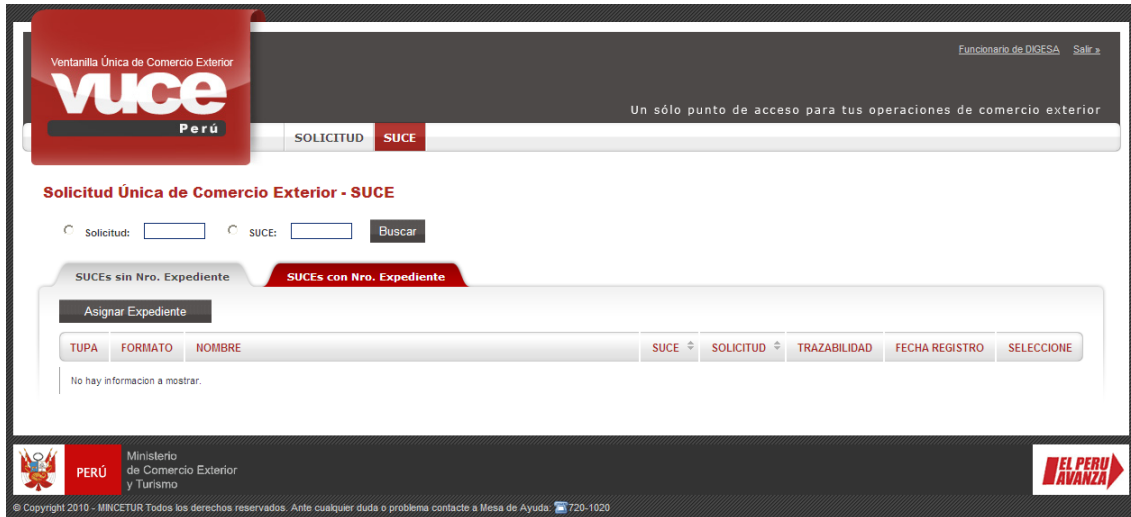 Ventanilla Única de Comercio Exterior
vuce
Perú
Funcionario de DIGESA Salir »
Un sólo punto de acceso para tus operaciones de comercio exterior
SOLICITUD SUCE
Solicitud Única de Comercio Exterior - SUCE
Solicitud: SUCE: Buscar
SUCEs sin Nro. Expediente SUCEs con Nro. Expediente
Asignar Expediente
TUPA FORMATO NOMBRE SUCE SOLICITUD TRAZABILIDAD FECHA REGISTRO SELECCIONE
No hay informacion a mostrar.
PERÚ
Ministerio
de Comercio Exterior
y Turismo
EL PERU
AVANZA
© Copyright 2010 - MINCETUR Todos los derechos reservados. Ante cualquier duda o problema contacte a Mesa de Ayuda: 720-1020